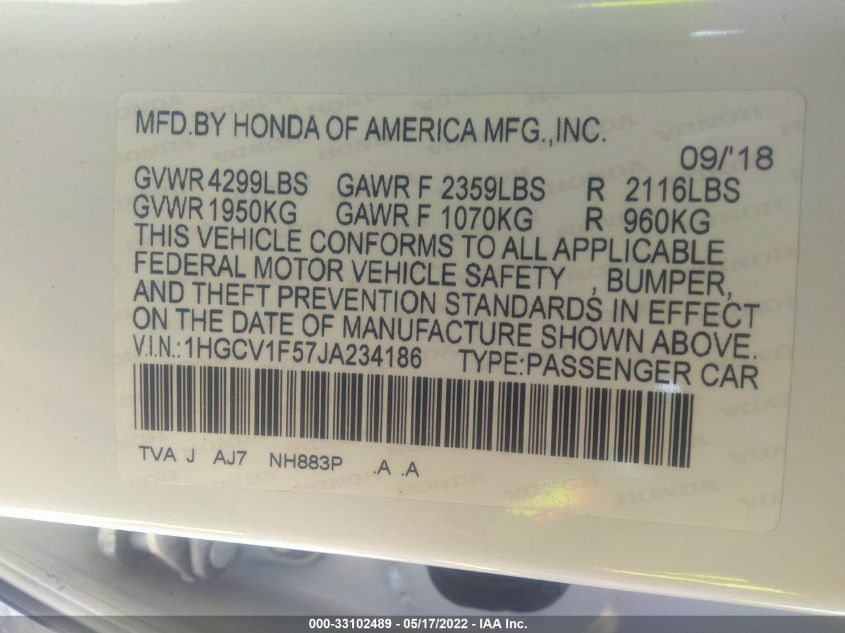 MFD.BY HONDA OF AMERICA MFG.,INC.
09/'18
GVWR 4299LBS GAWR F 2359LBS R 2116LBS
GVWR 1950KG GAWR F 1070KG R 960KG
THIS VEHICLE CONFORMS TO ALL APPLICABLE
FEDERAL MOTOR VEHICLE SAFETY , BUMPER,
AND THEFT PREVENTION STANDARDS IN EFFECT
ON THE DATE OF MANUFACTURE SHOWN ABOVE.
V.I.N.:1HGCV1F57JA234186 TYPE:PASSENGER CAR
TVA J AJ7 NH883P .A .A
000-33102489 - 05/17/2022 - IAA Inc.